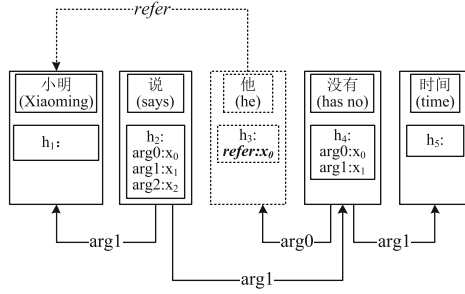 refer
小明
(Xiaoming)
h₁:
说
(says)
h₂:
arg0:x₀
arg1:x₁
arg2:x₂
他
(he)
h₃:
refer:x₀
没有
(has no)
h₄:
arg0:x₀
arg1:x₁
时间
(time)
h₅:
arg1
arg0
arg1
arg1